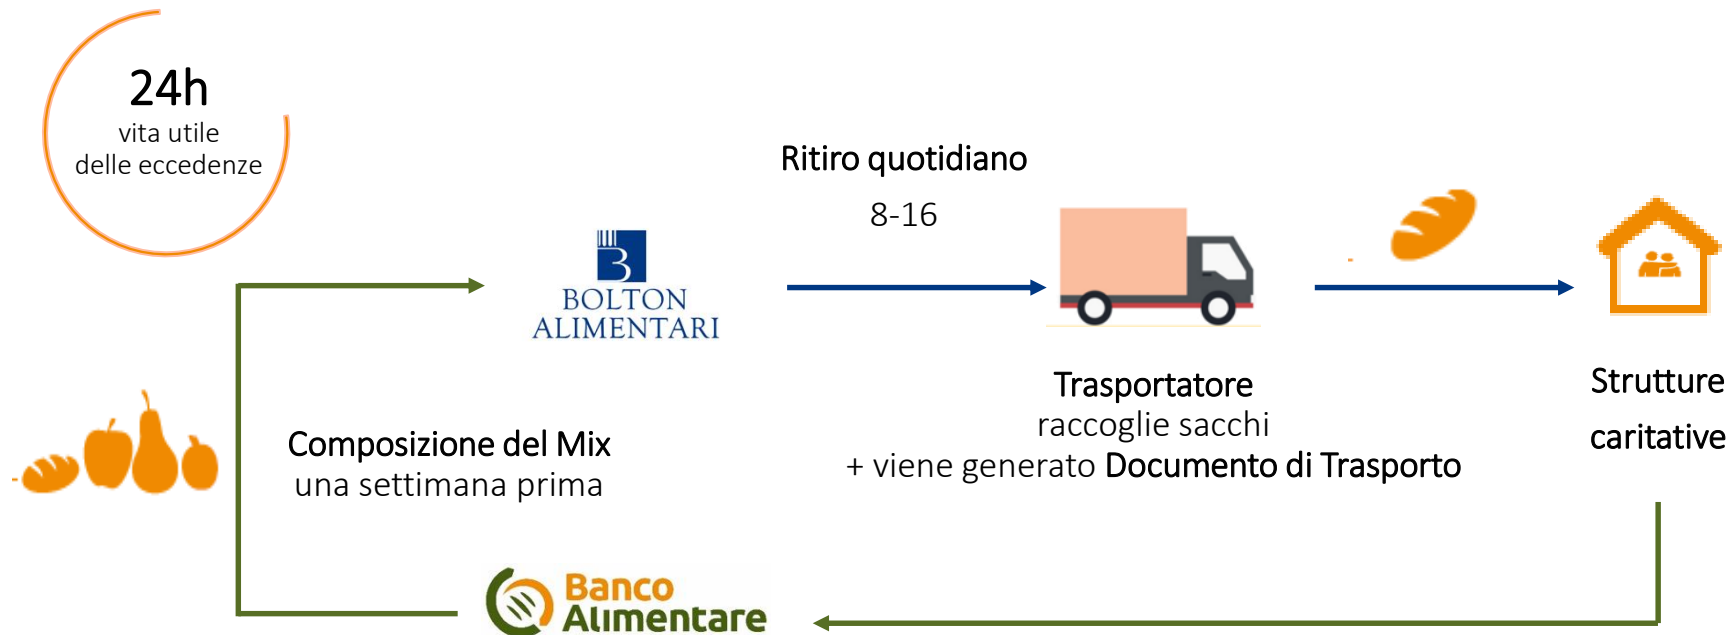 24h
vita utile
delle eccedenze
Ritiro quotidiano
8-16
BOLTON
ALIMENTARI
Trasportatore
raccoglie sacchi
+ viene generato Documento di Trasporto
Strutture
caritative
Composizione del Mix
una settimana prima
Banco
Alimentare